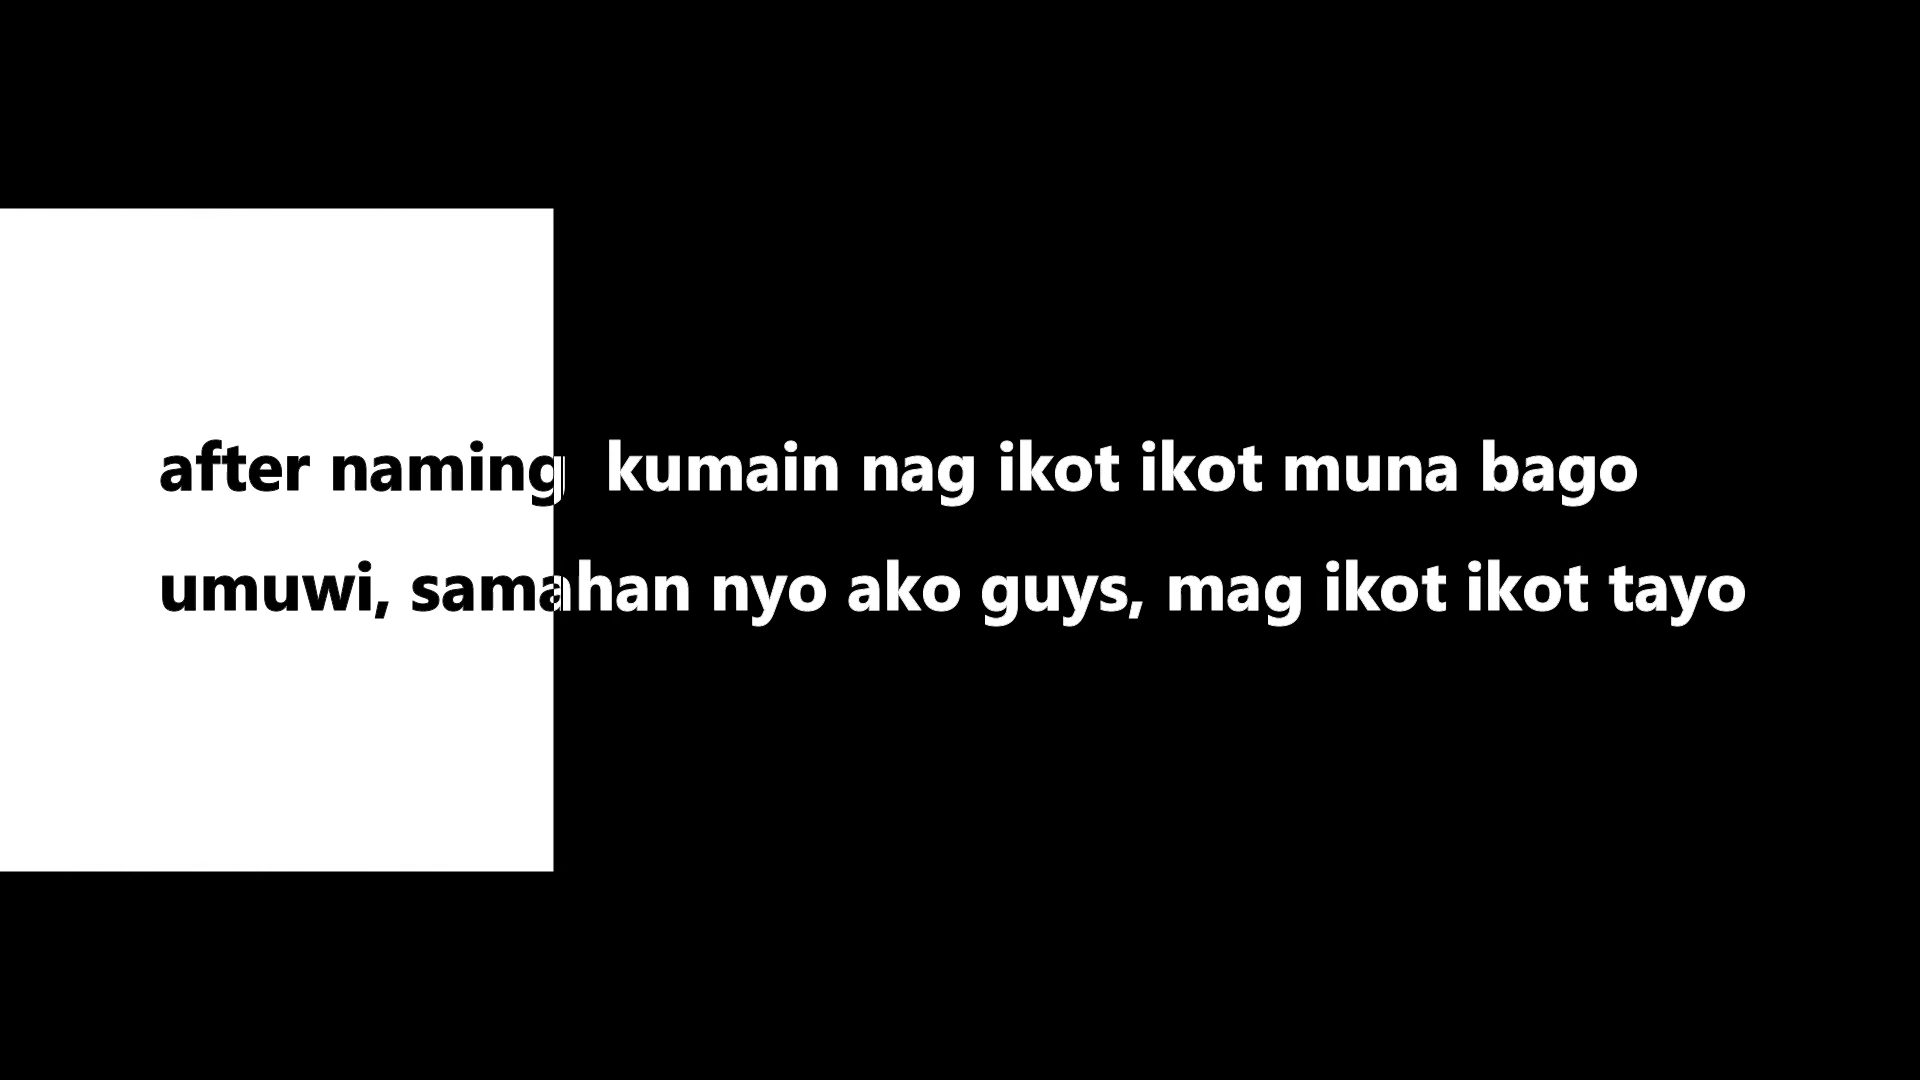 after naming  kumain nag ikot ikot muna bago
umuwi, samahan nyo ako guys, mag ikot ikot tayo